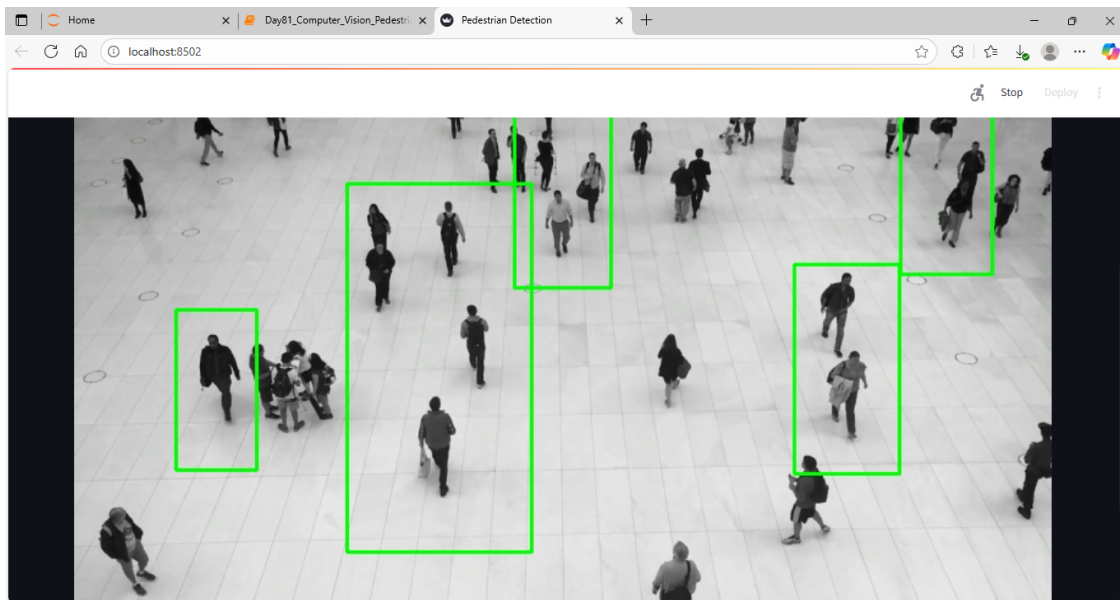 Home
Day81_Computer_Vision_Pedestri
Pedestrian Detection
localhost:8502
Stop
Deploy